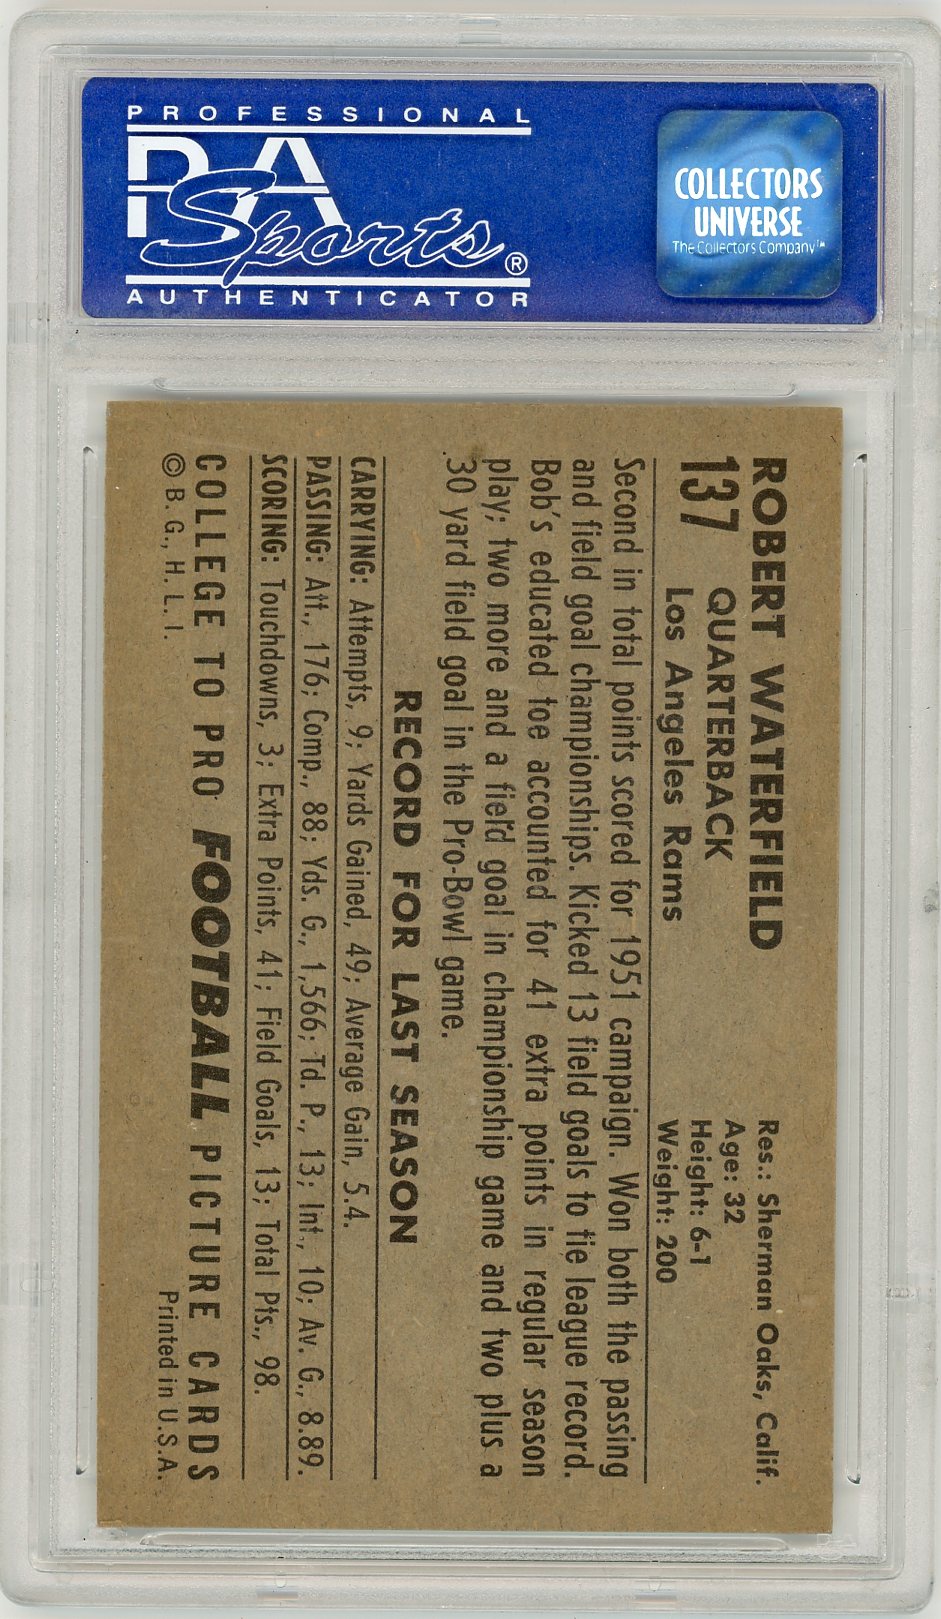 PROFESSIONAL
PSA
Sports®
AUTHENTICATOR
COLLECTORS
UNIVERSE
The Collectors Company™
ROBERT WATERFIELD
137 QUARTERBACK
Los Angeles Rams
Res.: Sherman Oaks, Calif.
Age: 32
Height: 6-1
Weight: 200
Second in total points scored for 1951 campaign. Won both the passing
and field goal championships. Kicked 13 field goals to tie league record.
Bob's educated toe accounted for 41 extra points in regular season
play; two more and a field goal in championship game and two plus a
30 yard field goal in the Pro-Bowl game.
RECORD FOR LAST SEASON
CARRYING: Attempts, 9; Yards Gained, 49; Average Gain, 5.4.
PASSING: Att., 176; Comp., 88; Yds. G., 1,566; Td. P., 13; Int., 10; Av. G., 8.89.
SCORING: Touchdowns, 3; Extra Points, 41; Field Goals, 13; Total Pts., 98.
COLLEGE TO PRO FOOTBALL PICTURE CARDS
© B. G., H. L. I. Printed in U.S.A.